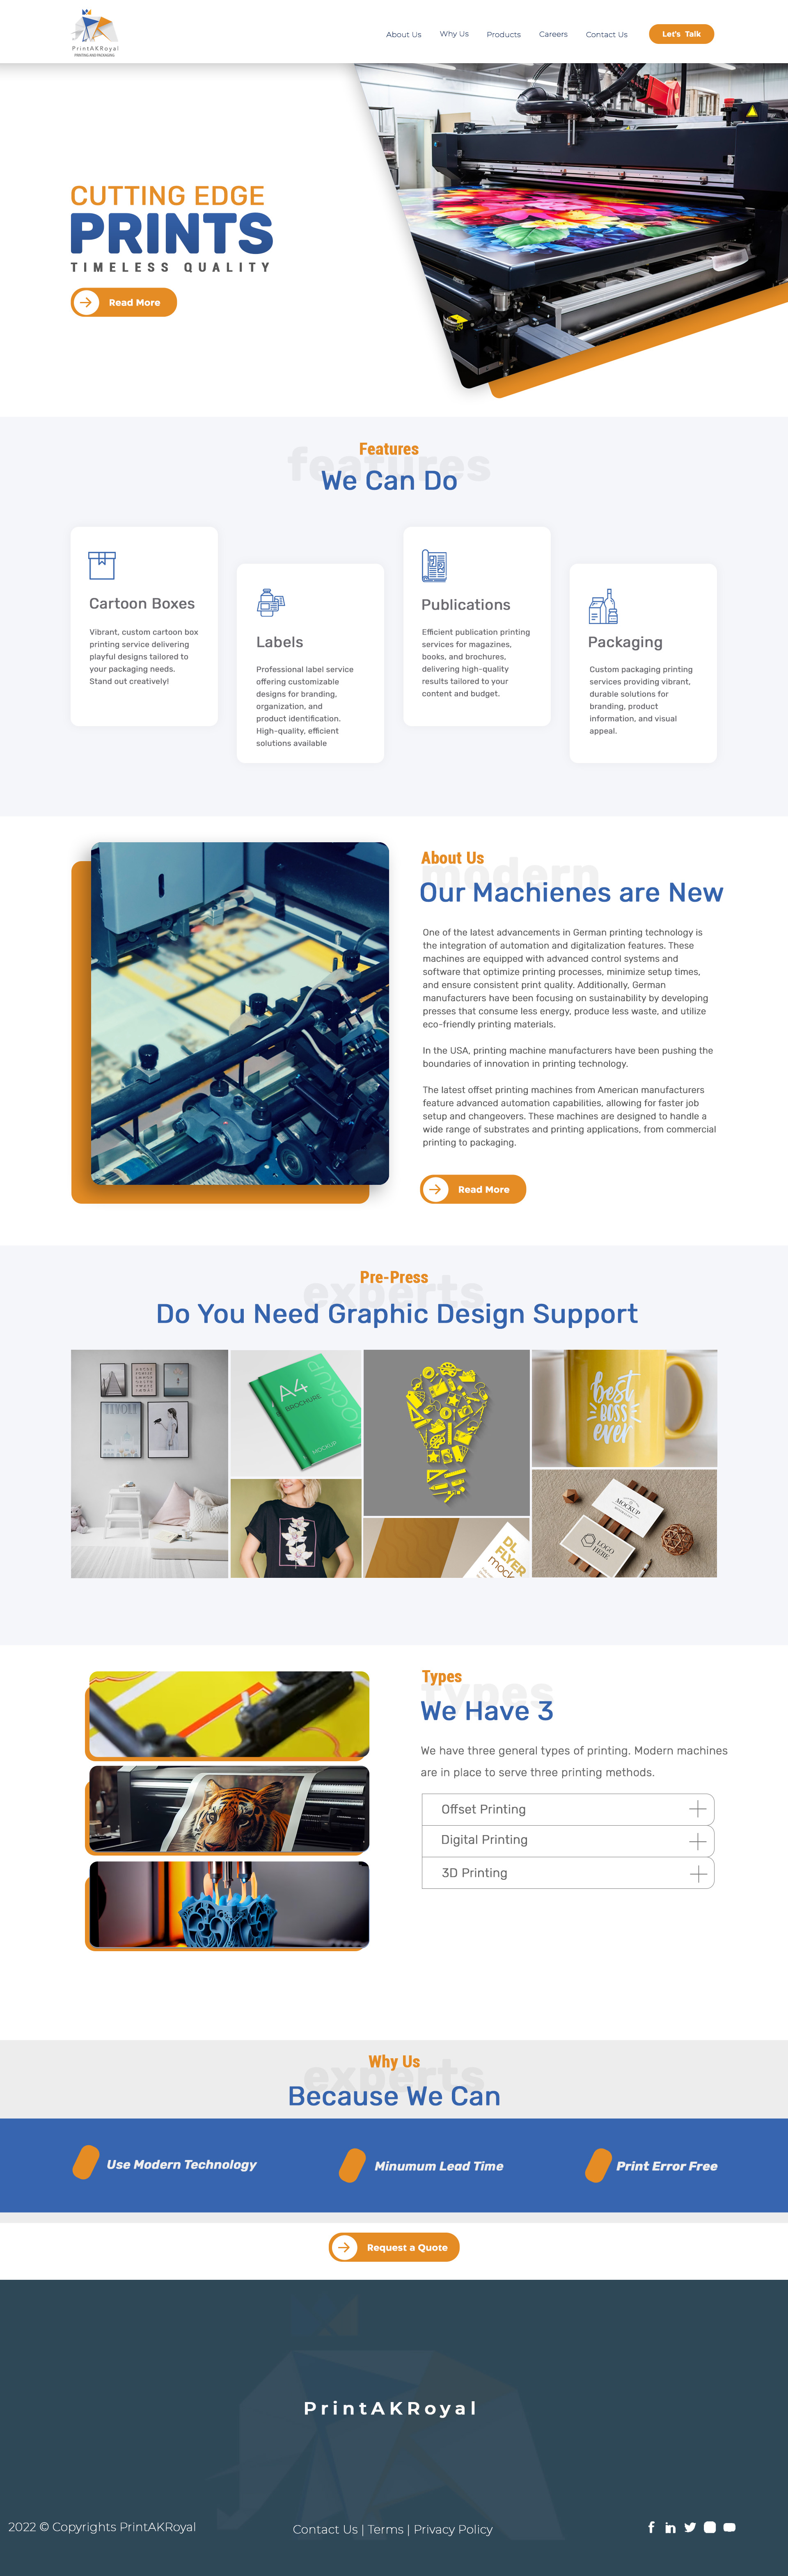 PrintAKRoyal
PRINTING AND PACKAGING
About Us
Why Us
Products
Careers
Contact Us
Let's Talk
CUTTING EDGE
PRINTS
TIMELESS QUALITY
Read More
Features
features
We Can Do
Cartoon Boxes
Vibrant, custom cartoon box
printing service delivering
playful designs tailored to
your packaging needs.
Stand out creatively!
Labels
Professional label service
offering customizable
designs for branding,
organization, and
product identification.
High-quality, efficient
solutions available
Publications
Efficient publication printing
services for magazines,
books, and brochures,
delivering high-quality
results tailored to your
content and budget.
Packaging
Custom packaging printing
services providing vibrant,
durable solutions for
branding, product
information, and visual
appeal.
About Us
modern
Our Machienes are New
One of the latest advancements in German printing technology is
the integration of automation and digitalization features. These
machines are equipped with advanced control systems and
software that optimize printing processes, minimize setup times,
and ensure consistent print quality. Additionally, German
manufacturers have been focusing on sustainability by developing
presses that consume less energy, produce less waste, and utilize
eco-friendly printing materials.
In the USA, printing machine manufacturers have been pushing the
boundaries of innovation in printing technology.
The latest offset printing machines from American manufacturers
feature advanced automation capabilities, allowing for faster job
setup and changeovers. These machines are designed to handle a
wide range of substrates and printing applications, from commercial
printing to packaging.
Read More
Pre-Press
experts
Do You Need Graphic Design Support
TIVOLI
A4
BROCHURE
MOCKUP
MOCKUP
best
BOSS
ever
DL
FLYER
mock
MOCKUP
LOGO
HERE
Types
types
We Have 3
We have three general types of printing. Modern machines
are in place to serve three printing methods.
Offset Printing
Digital Printing
3D Printing
Why Us
experts
Because We Can
Use Modern Technology
Minumum Lead Time
Print Error Free
Request a Quote
PrintAKRoyal
2022 © Copyrights PrintAKRoyal
Contact Us | Terms | Privacy Policy